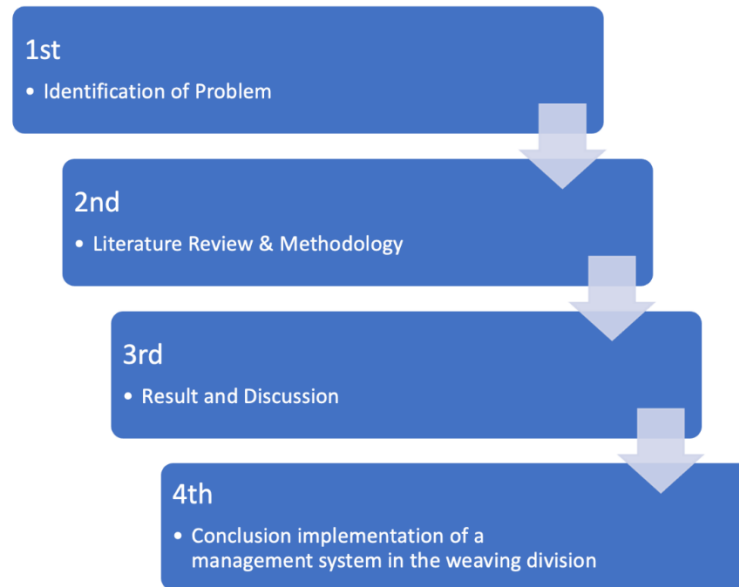 1st
• Identification of Problem
2nd
• Literature Review & Methodology
3rd
• Result and Discussion
4th
• Conclusion implementation of a
management system in the weaving division